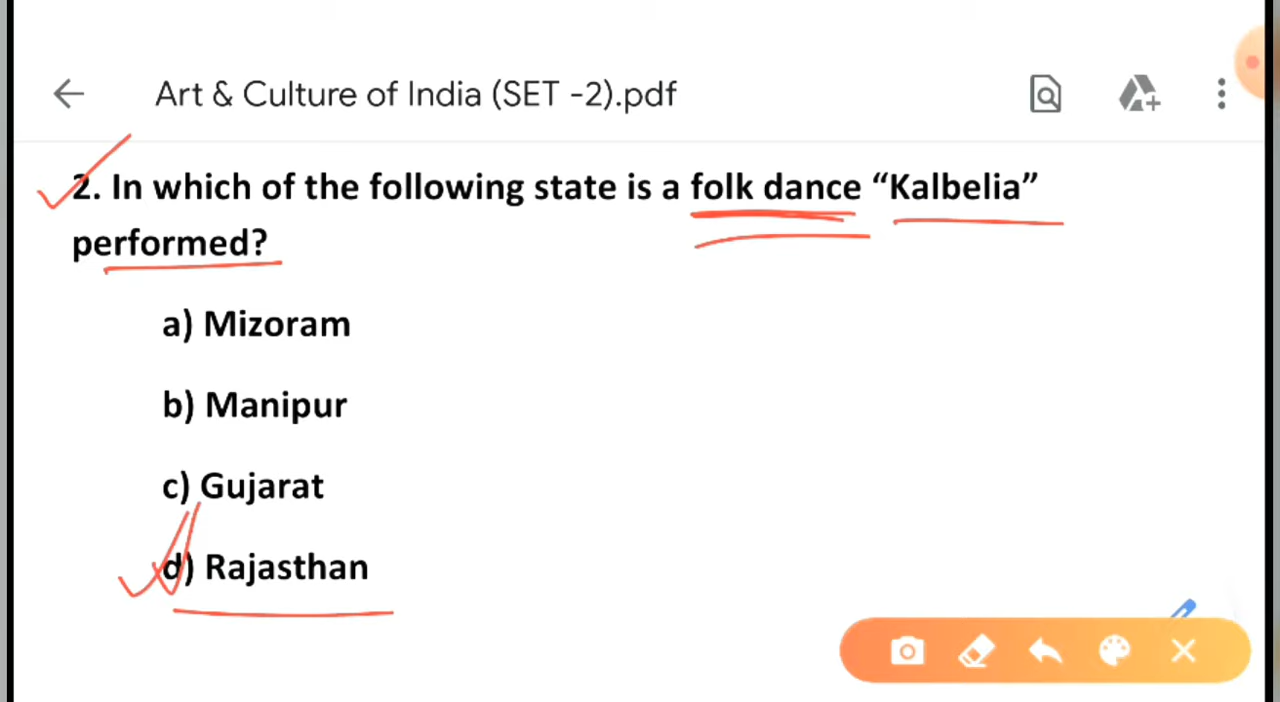 Art & Culture of India (SET -2).pdf
2. In which of the following state is a folk dance “Kalbelia”
performed?
a) Mizoram
b) Manipur
c) Gujarat
d) Rajasthan